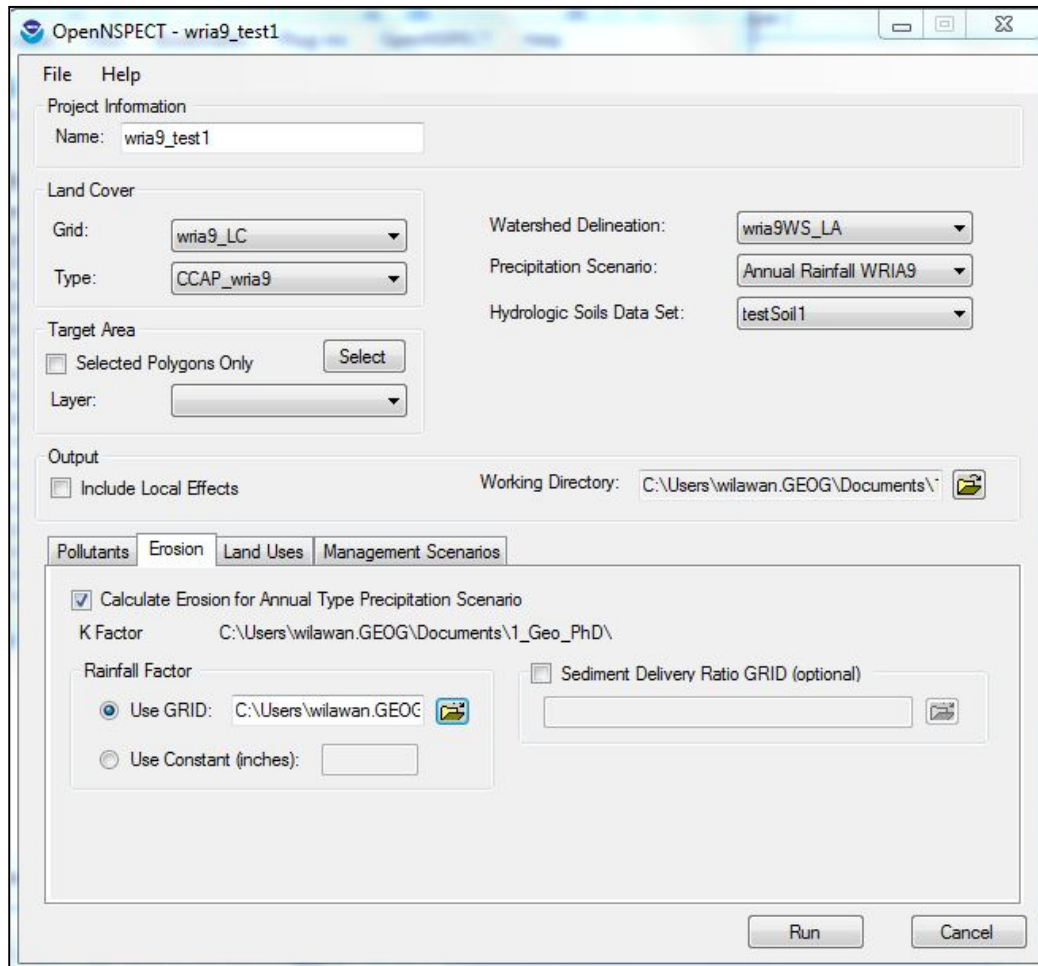 OpenNSPECT - wria9_test1
File Help
Project Information
Name: wria9_test1
Land Cover
Grid: wria9_LC
Type: CCAP_wria9
Watershed Delineation: wria9WS_LA
Precipitation Scenario: Annual Rainfall WRIA9
Hydrologic Soils Data Set: testSoil1
Target Area
Selected Polygons Only Select
Layer:
Output
Include Local Effects
Working Directory: C:\Users\wilawan.GEOG\Documents\
Pollutants Erosion Land Uses Management Scenarios
Calculate Erosion for Annual Type Precipitation Scenario
K Factor C:\Users\wilawan.GEOG\Documents\1_Geo_PhD\
Rainfall Factor
Use GRID: C:\Users\wilawan.GEOG
Use Constant (inches):
Sediment Delivery Ratio GRID (optional)
Run Cancel